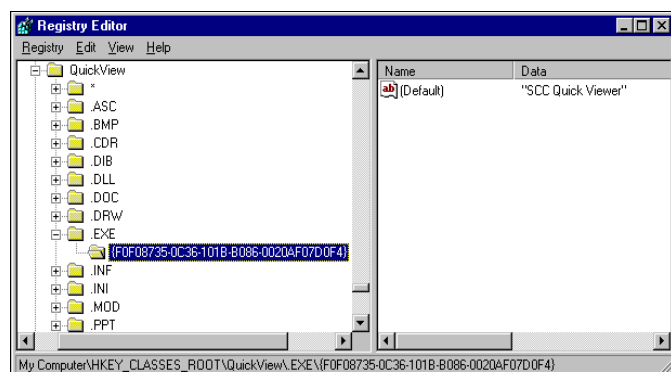 Registry Editor
Registry Edit View Help
QuickView
*
.ASC
.BMP
.CDR
.DIB
.DLL
.DOC
.DRW
.EXE
{F0F08735-0C36-101B-B086-0020AF07D0F4}
.INF
.INI
.MOD
.PPT
Name Data
ab (Default) "SCC Quick Viewer"
My Computer\HKEY_CLASSES_ROOT\QuickView\.EXE\{F0F08735-0C36-101B-B086-0020AF07D0F4}